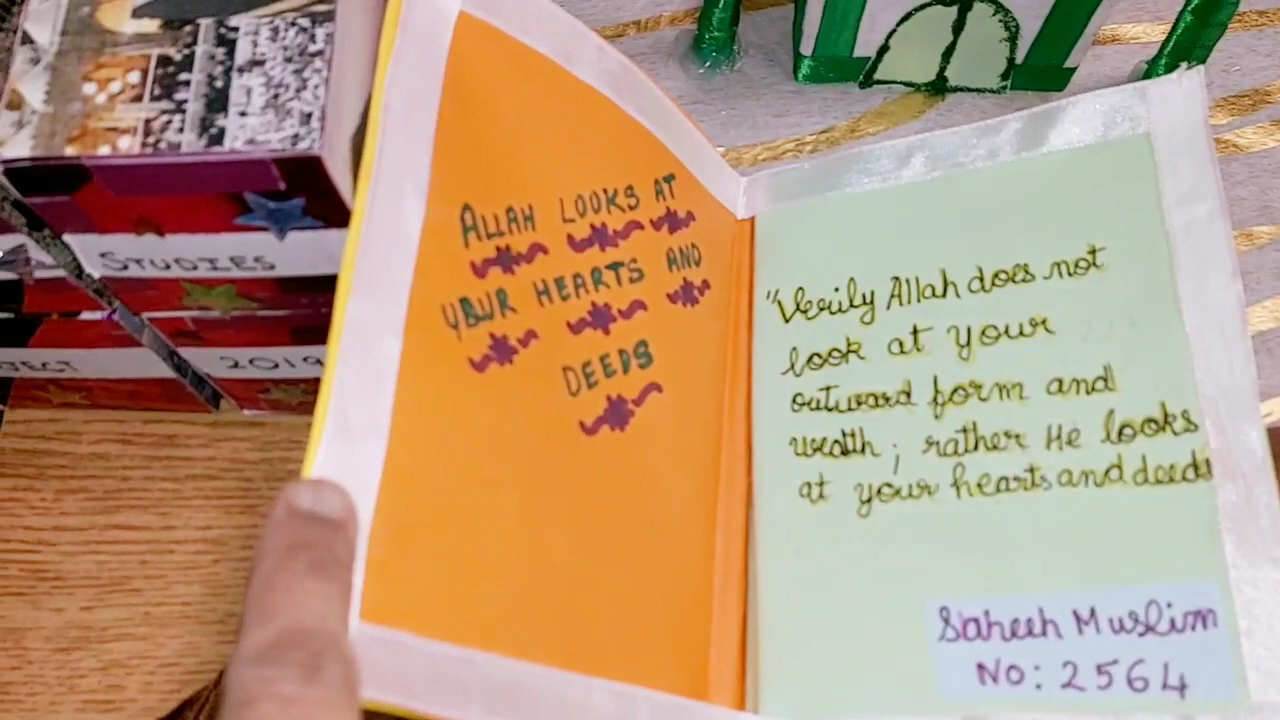 STUDIES
JECT 2019
ALLAH LOOKS AT
YOUR HEARTS AND
DEEDS
"Verily Allah does not
look at your
outward form and
wealth ; rather He looks
at your hearts and deeds
Saheeh Muslim
No: 2564